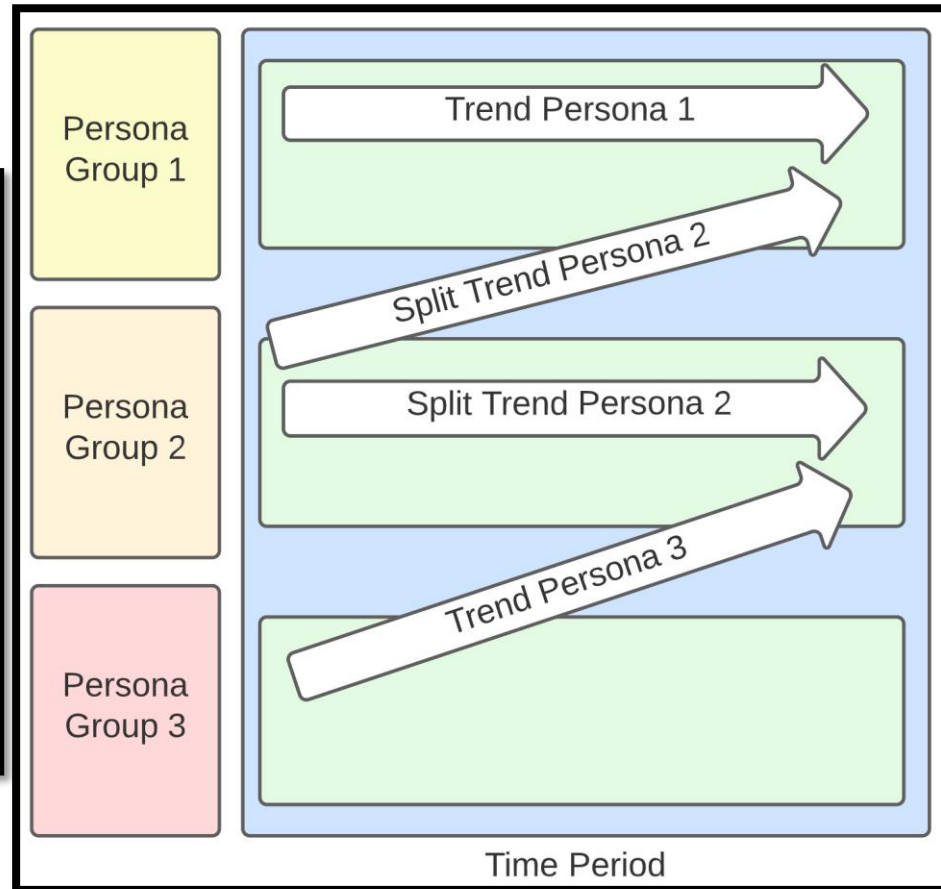 Persona
Group 1
Trend Persona 1
Split Trend Persona 2
Persona
Group 2
Split Trend Persona 2
Trend Persona 3
Persona
Group 3
Time Period